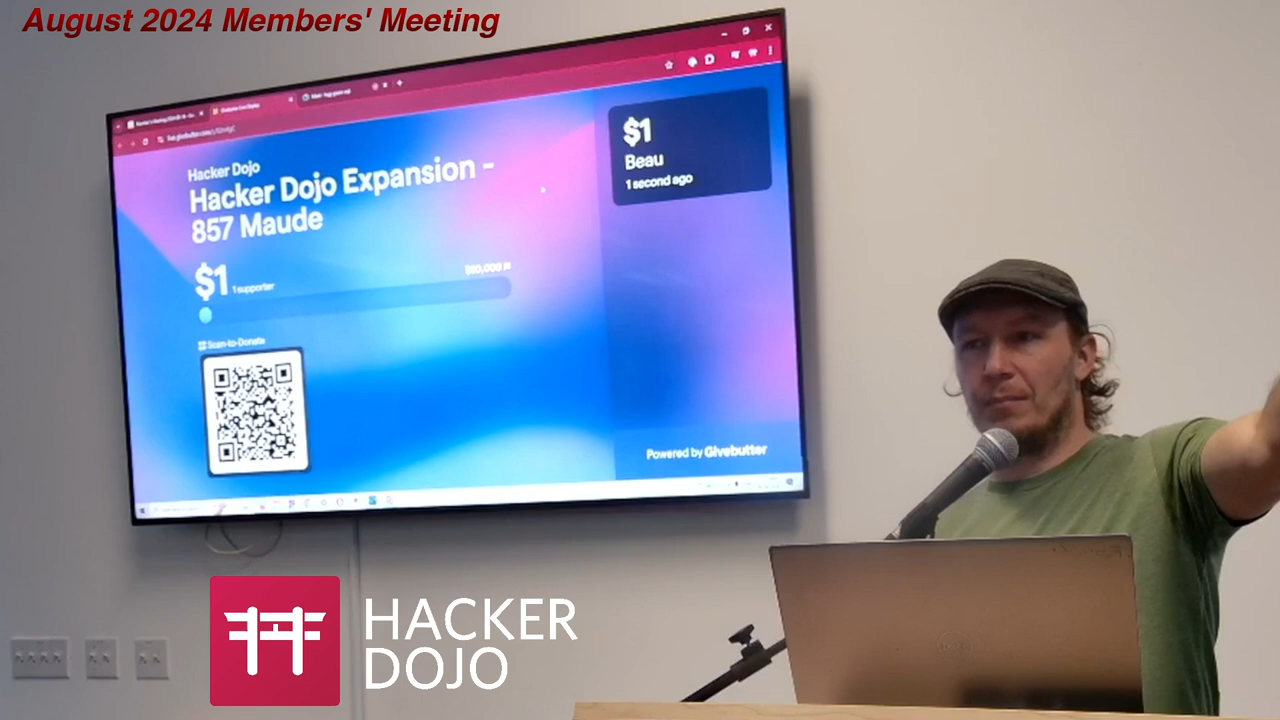 August 2024 Members' Meeting
Hacker Dojo
Hacker Dojo Expansion -
857 Maude
$1 1 supporter
Scan-to-Donate
$1
Beau
1 second ago
Powered by Givebutter
HACKER
DOJO